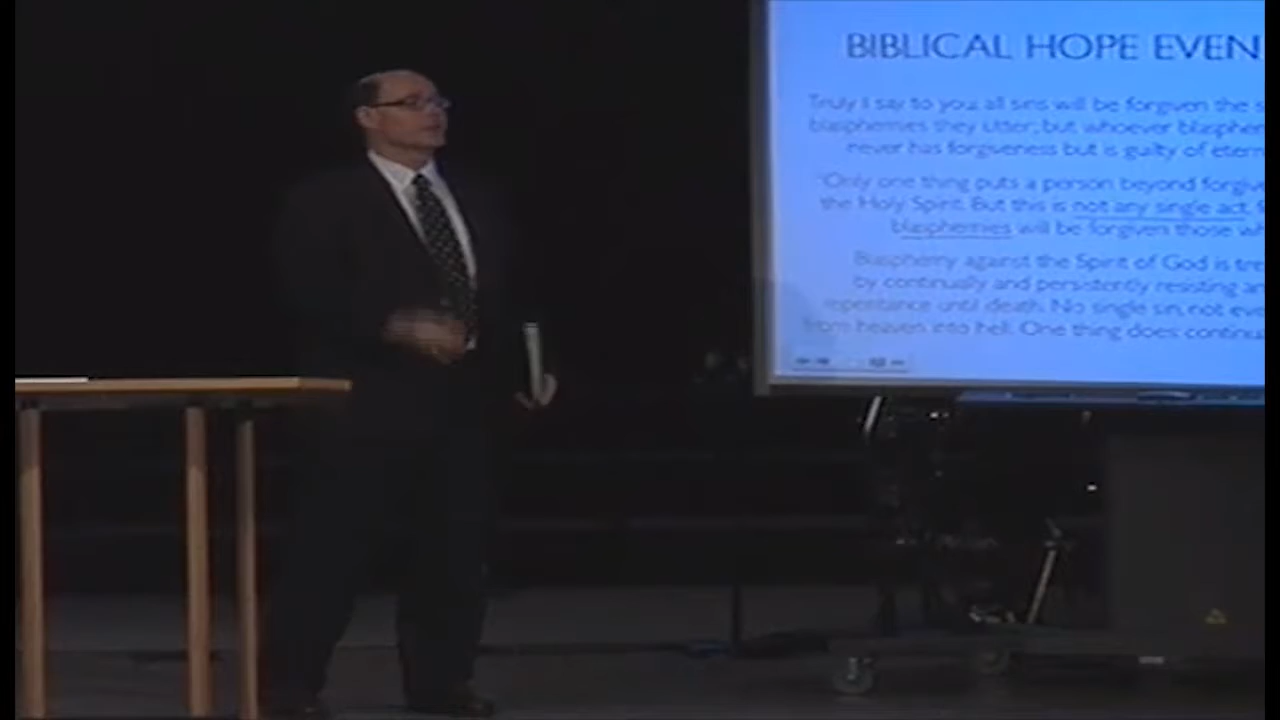 BIBLICAL HOPE EVEN
Truly I say to you, all sins will be forgiven the s
blasphemies they utter; but whoever blasphem
never has forgiveness but is guilty of etern
"Only one thing puts a person beyond forgive
the Holy Spirit. But this is not any single act,
blasphemies will be forgiven those wh
Blasphemy against the Spirit of God is tre
by continually and persistently resisting an
repentance until death. No single sin, not eve
from heaven into hell. One thing does continu